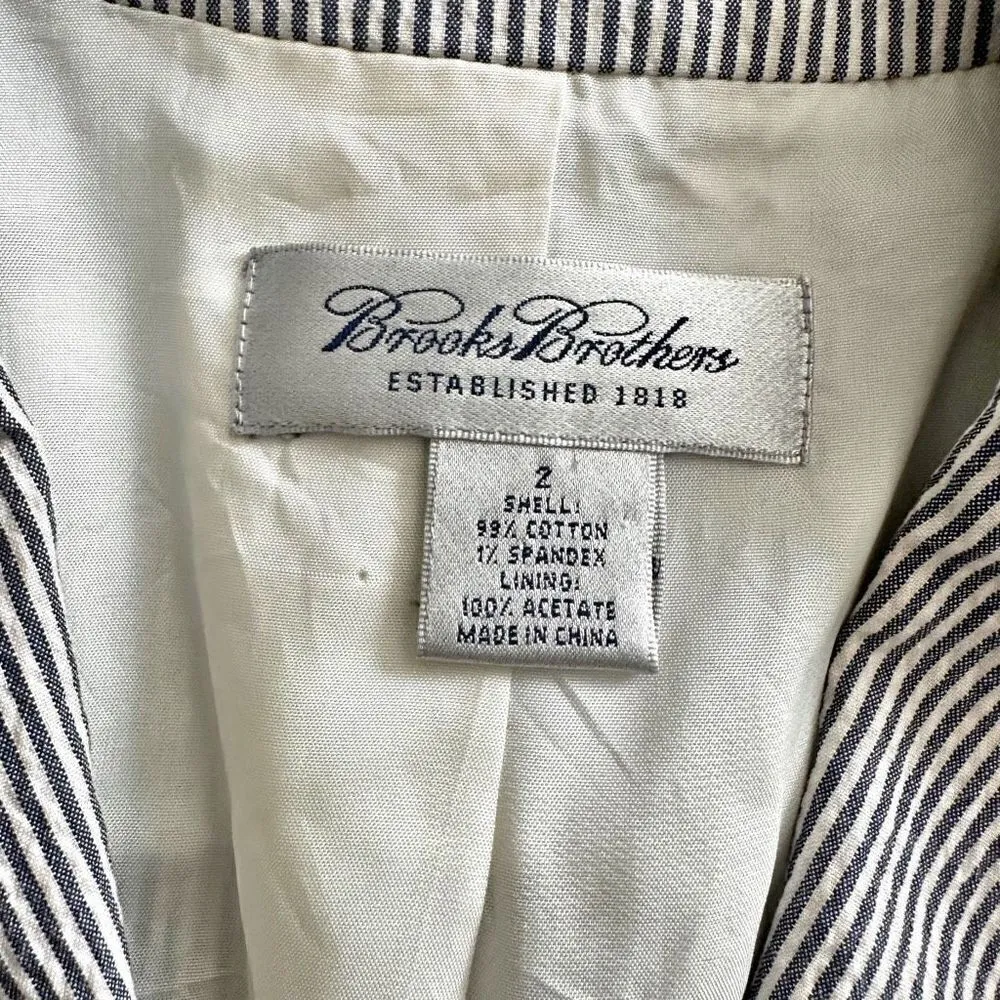 Brooks Brothers
ESTABLISHED 1818
2
SHELL:
99% COTTON
1% SPANDEX
LINING:
100% ACETATE
MADE IN CHINA